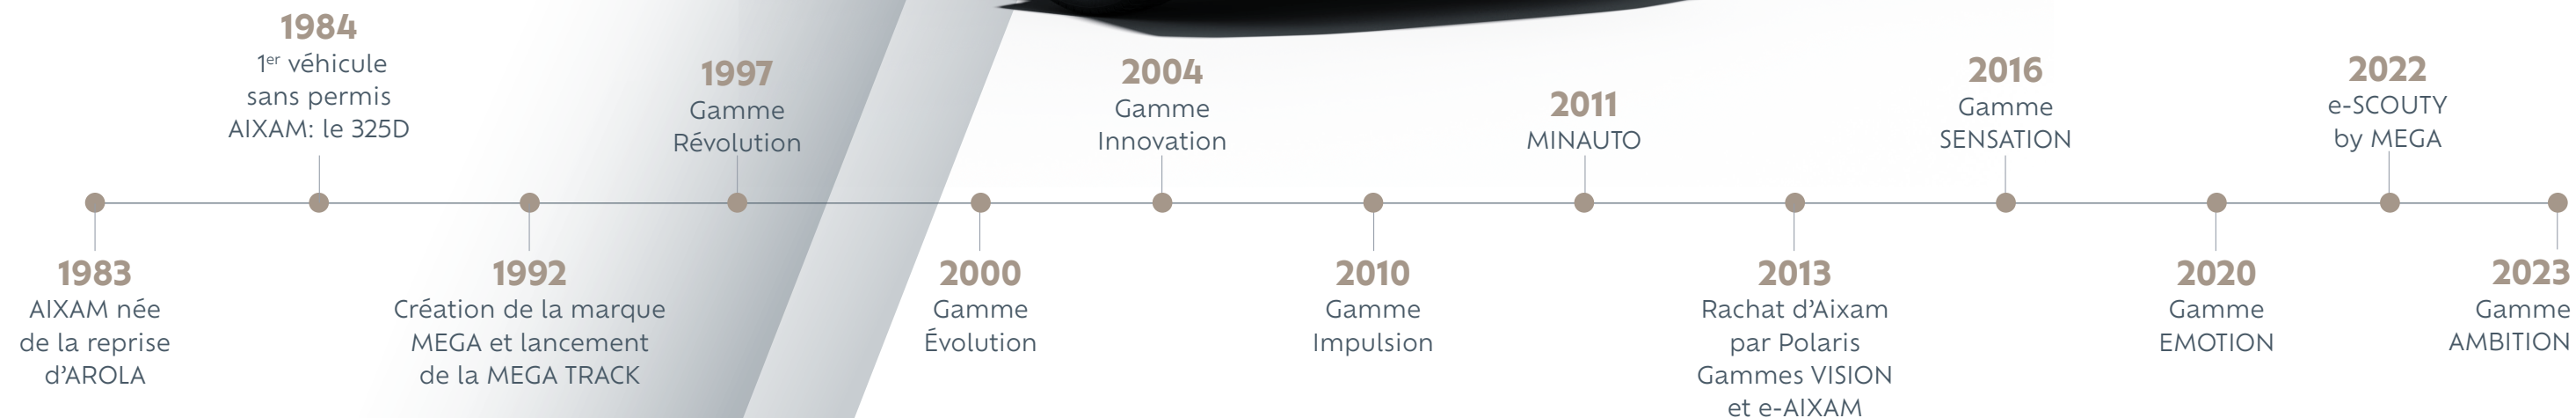 1983
AIXAM née
de la reprise
d’AROLA
1984
1er véhicule
sans permis
AIXAM: le 325D
1992
Création de la marque
MEGA et lancement
de la MEGA TRACK
1997
Gamme
Révolution
2000
Gamme
Évolution
2004
Gamme
Innovation
2010
Gamme
Impulsion
2011
MINAUTO
2013
Rachat d’Aixam
par Polaris
Gammes VISION
et e-AIXAM
2016
Gamme
SENSATION
2020
Gamme
EMOTION
2022
e-SCOUTY
by MEGA
2023
Gamme
AMBITION